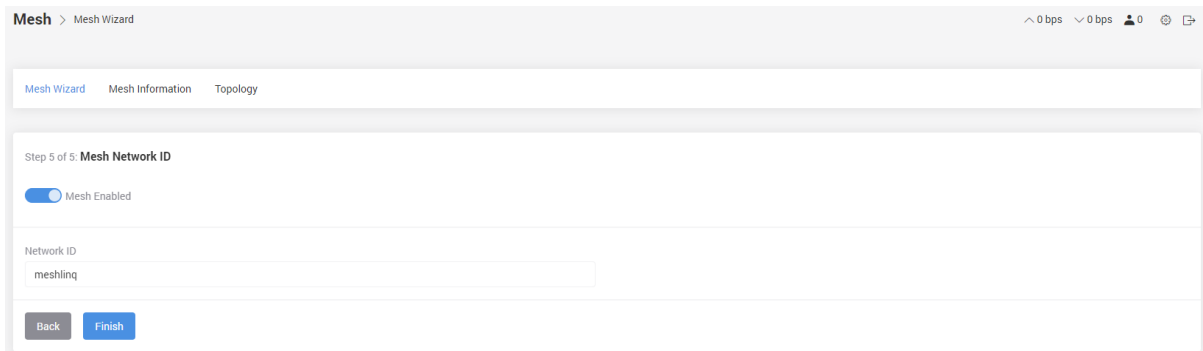 Mesh > Mesh Wizard
0 bps 0 bps 0
Mesh Wizard Mesh Information Topology
Step 5 of 5: Mesh Network ID
Mesh Enabled
Network ID
meshlinq
Back Finish